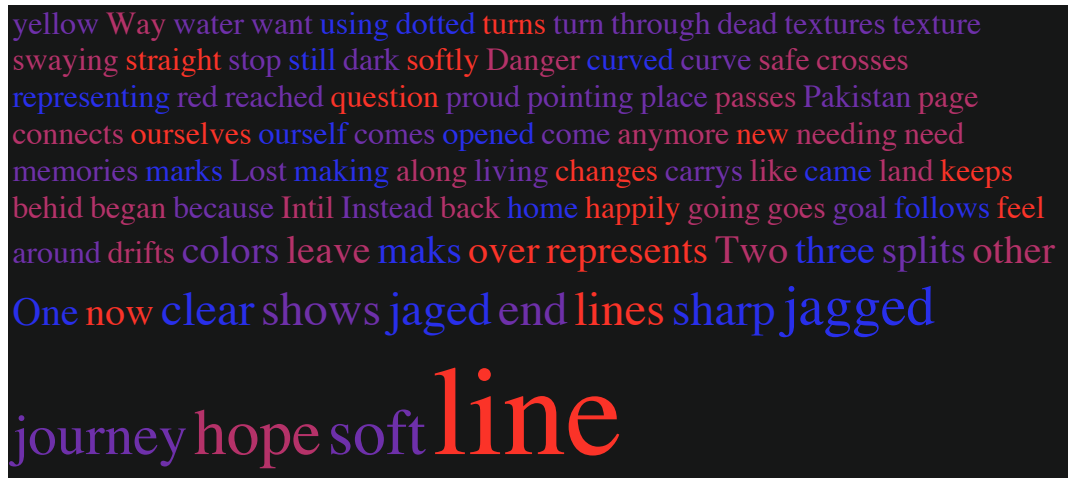 yellow Way water want using dotted turns turn through dead textures texture
swaying straight stop still dark softly Danger curved curve safe crosses
representing red reached question proud pointing place passes Pakistan page
connects ourselves ourself comes opened come anymore new needing need
memories marks Lost making along living changes carrys like came land keeps
behid began because Intil Instead back home happily going goes goal follows feel
around drifts colors leave maks over represents Two three splits other
One now clear shows jaged end lines sharp jagged
journey hope soft line